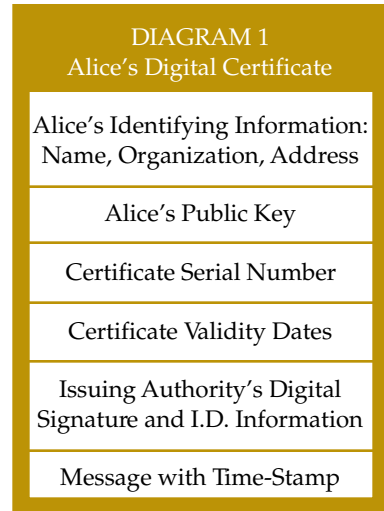 DIAGRAM 1
Alice’s Digital Certificate
Alice’s Identifying Information:
Name, Organization, Address
Alice’s Public Key
Certificate Serial Number
Certificate Validity Dates
Issuing Authority’s Digital
Signature and I.D. Information
Message with Time-Stamp